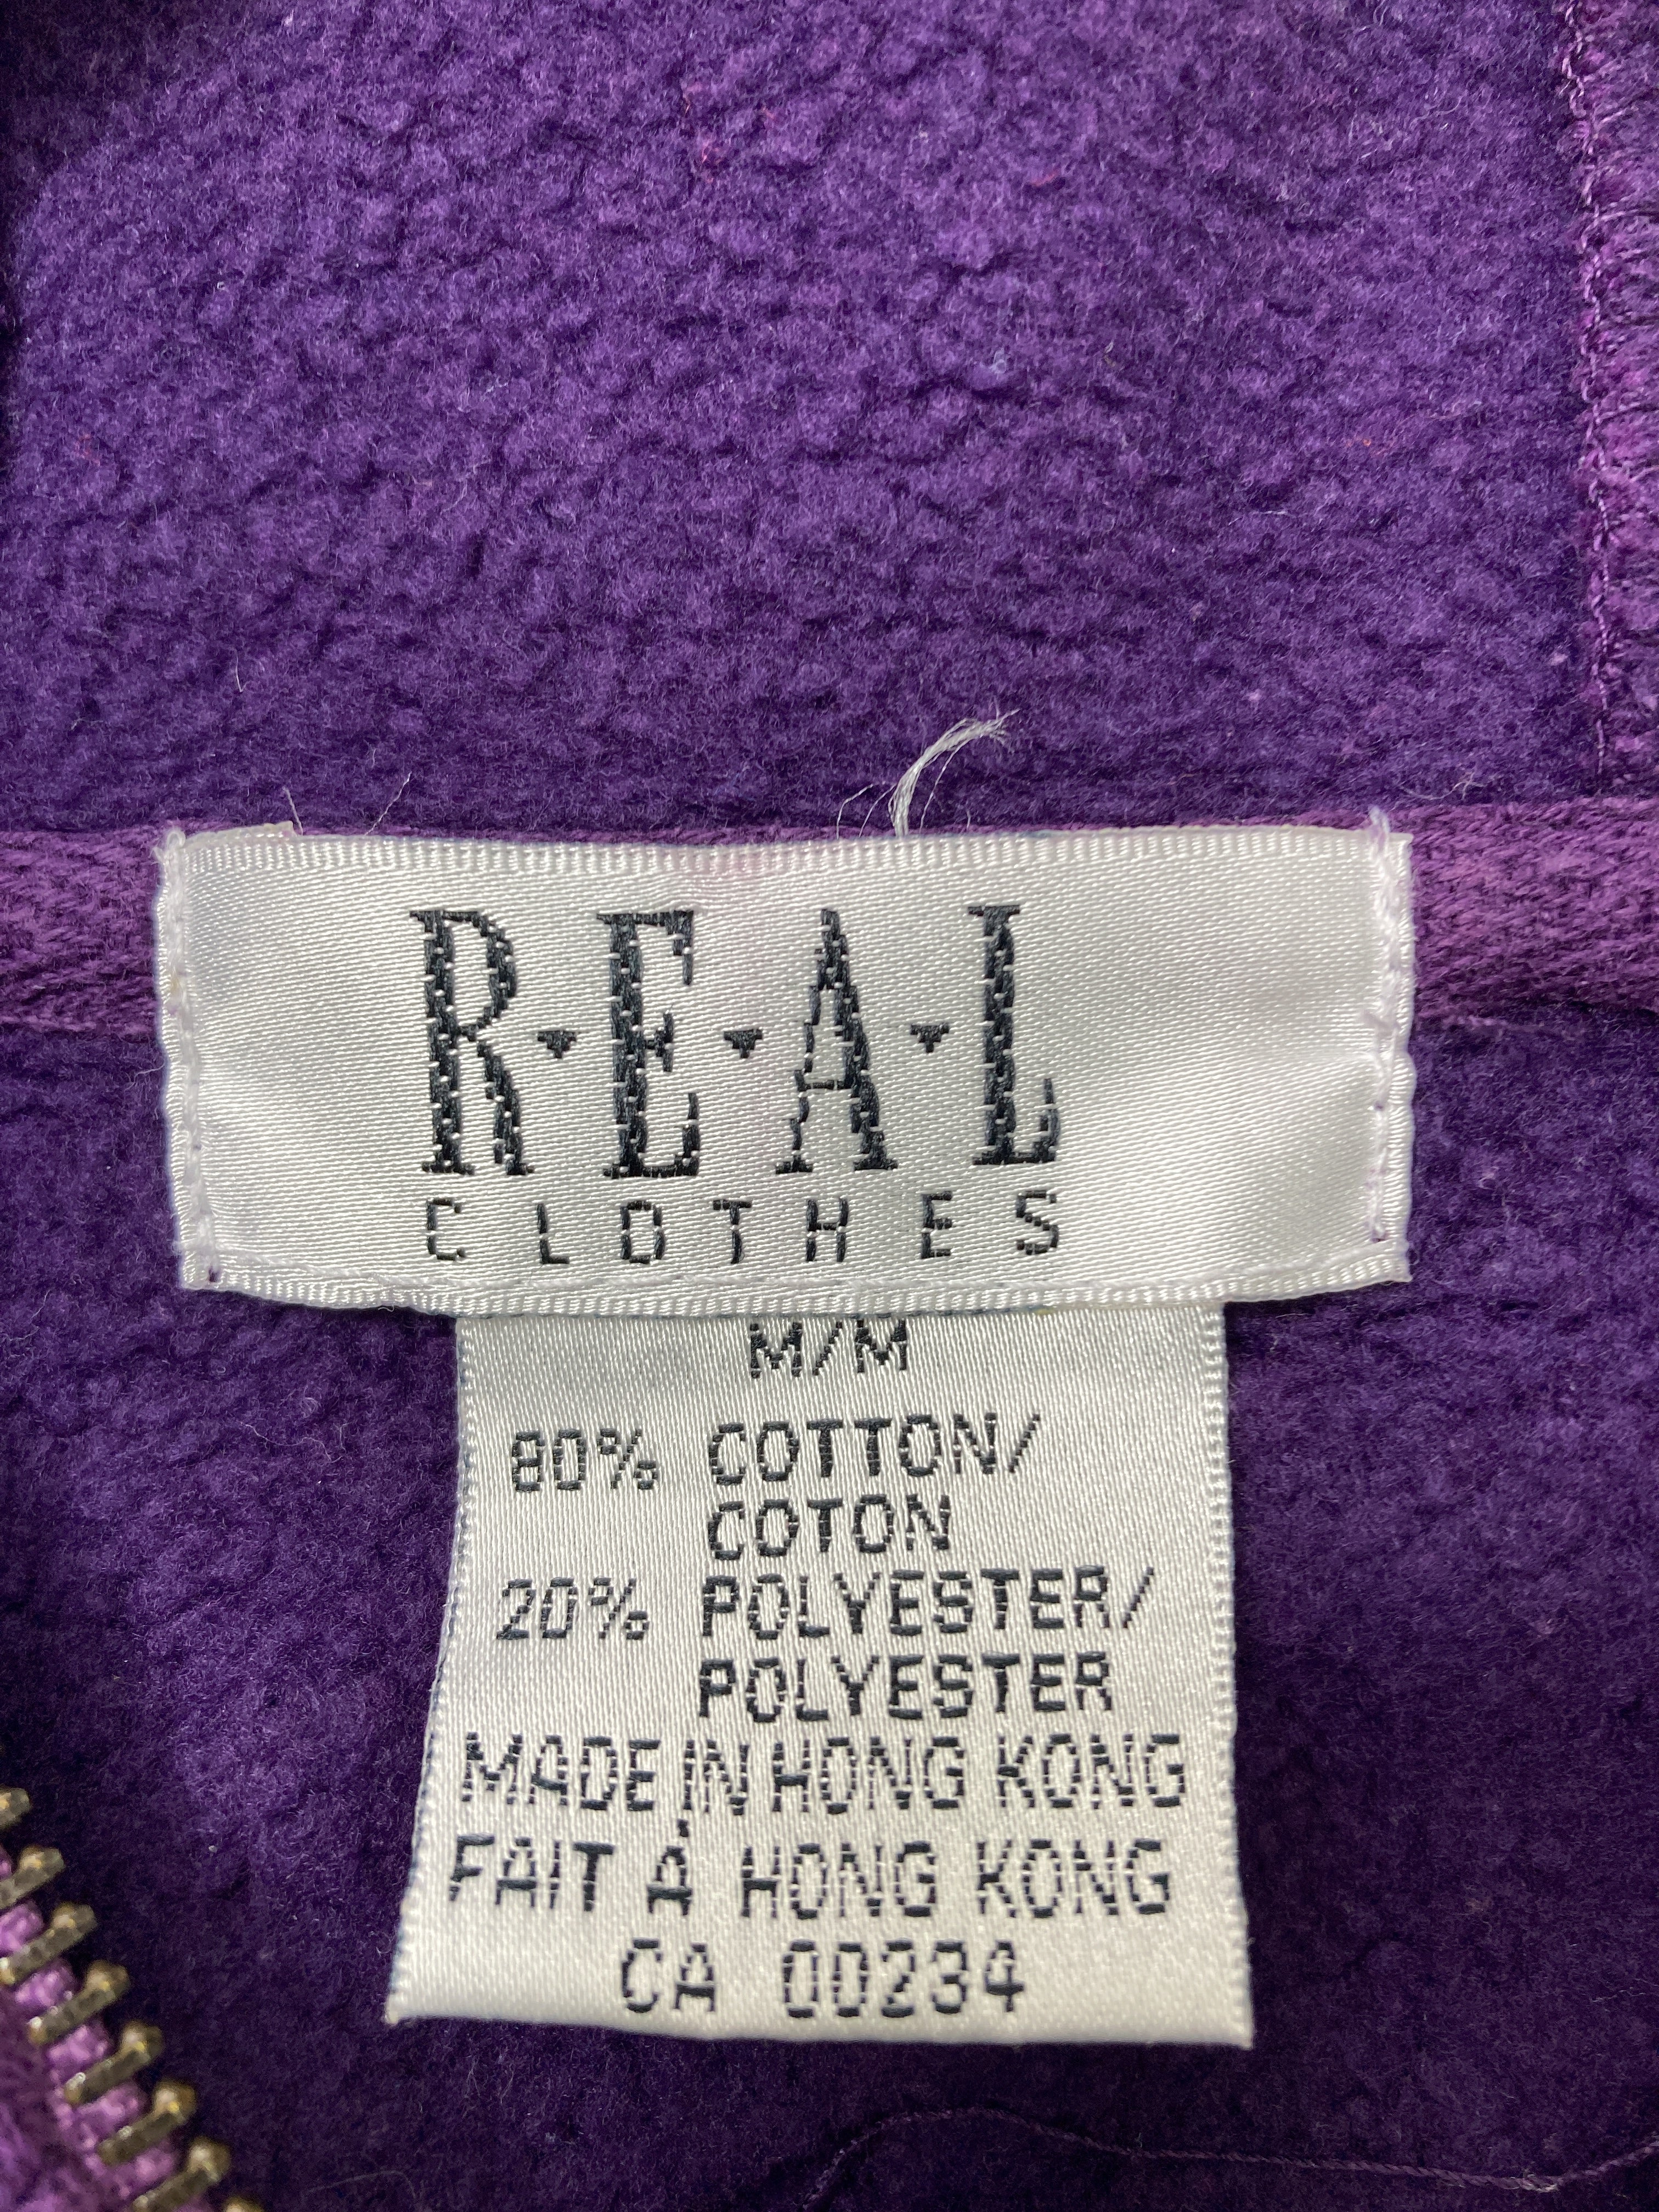 R▾E▾A▾L
CLOTHES
M/M
80% COTTON/
COTON
20% POLYESTER/
POLYESTER
MADE IN HONG KONG
FAIT À HONG KONG
CA 00234